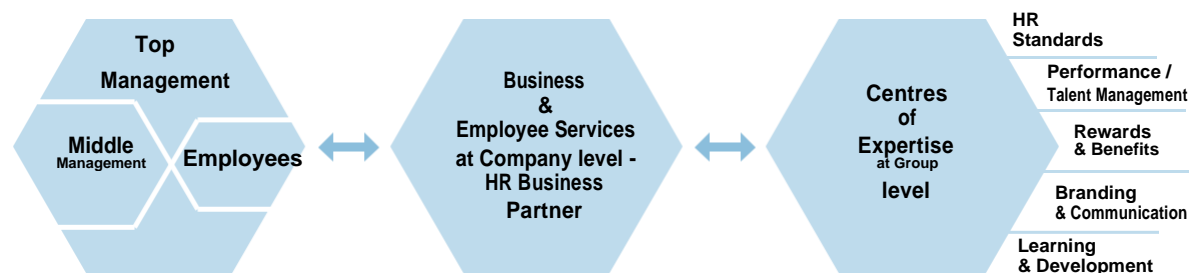 Top
Management
Middle
Management
Employees
Business
&
Employee Services
at Company level -
HR Business
Partner
Centres
of
Expertise
at Group
level
HR
Standards
Performance /
Talent Management
Rewards
& Benefits
Branding
& Communication
Learning
& Development